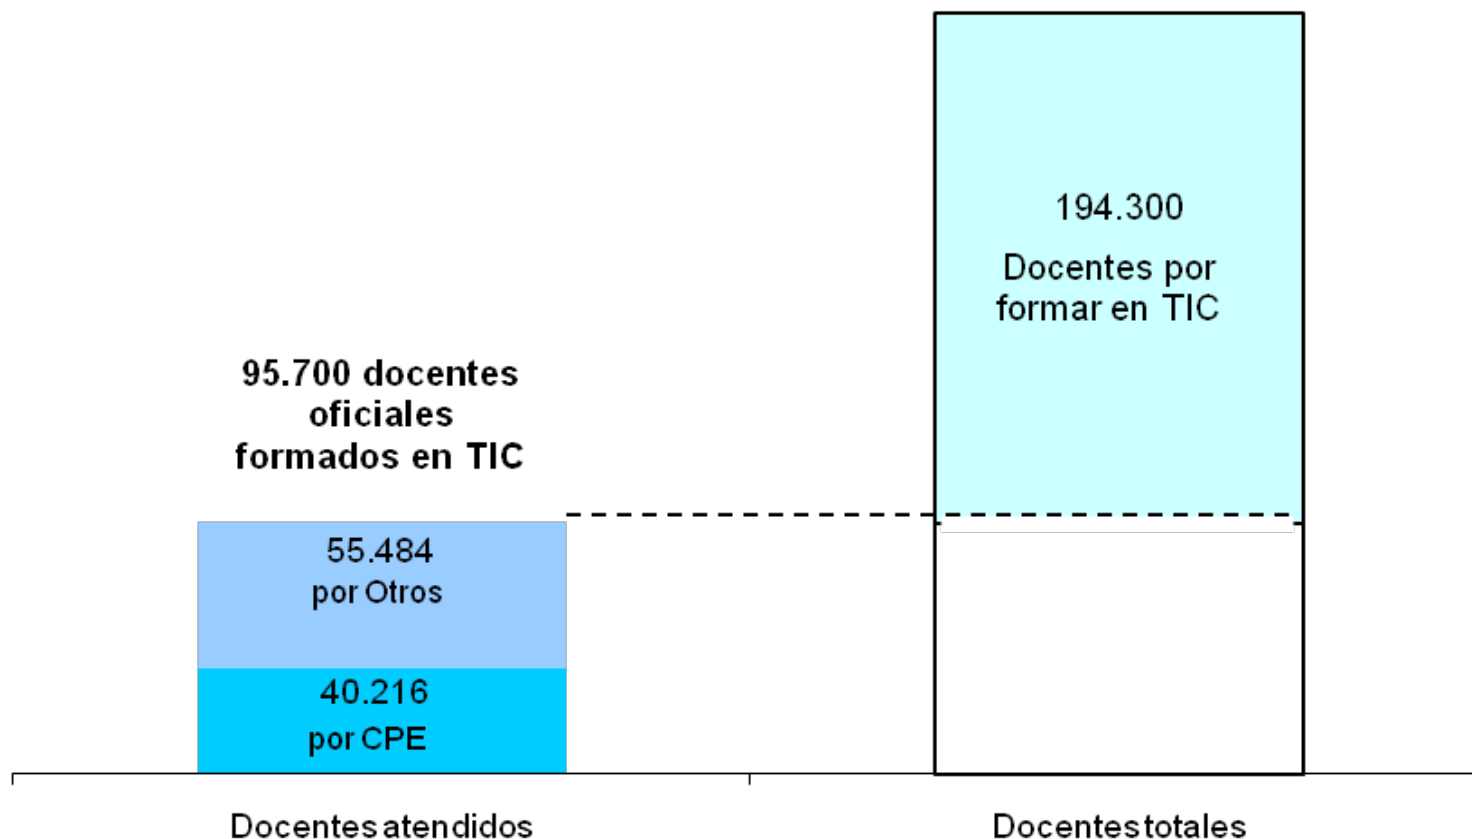 194.300
Docentes por
formar en TIC
95.700 docentes
oficiales
formados en TIC
55.484
por Otros
40.216
por CPE
Docentes atendidos
Docentes totales